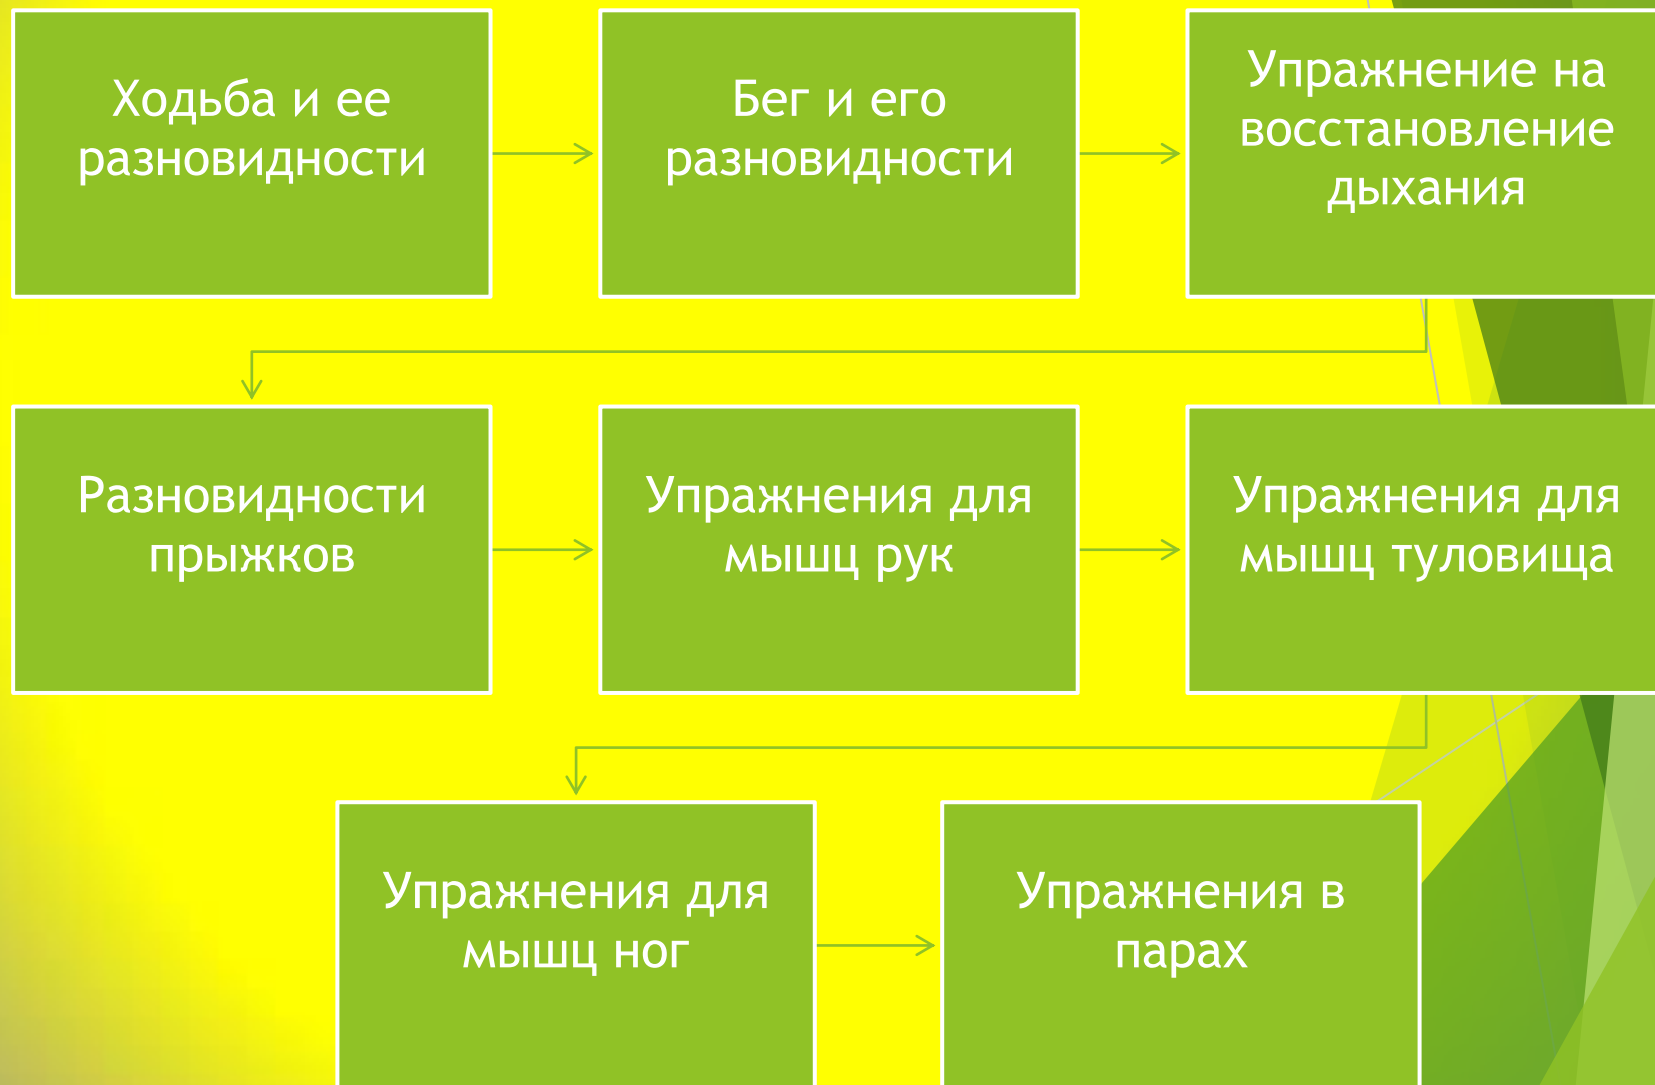 Ходьба и ее
разновидности
Бег и его
разновидности
Упражнение на
восстановление
дыхания
Разновидности
прыжков
Упражнения для
мышц рук
Упражнения для
мышц туловища
Упражнения для
мышц ног
Упражнения в
парах